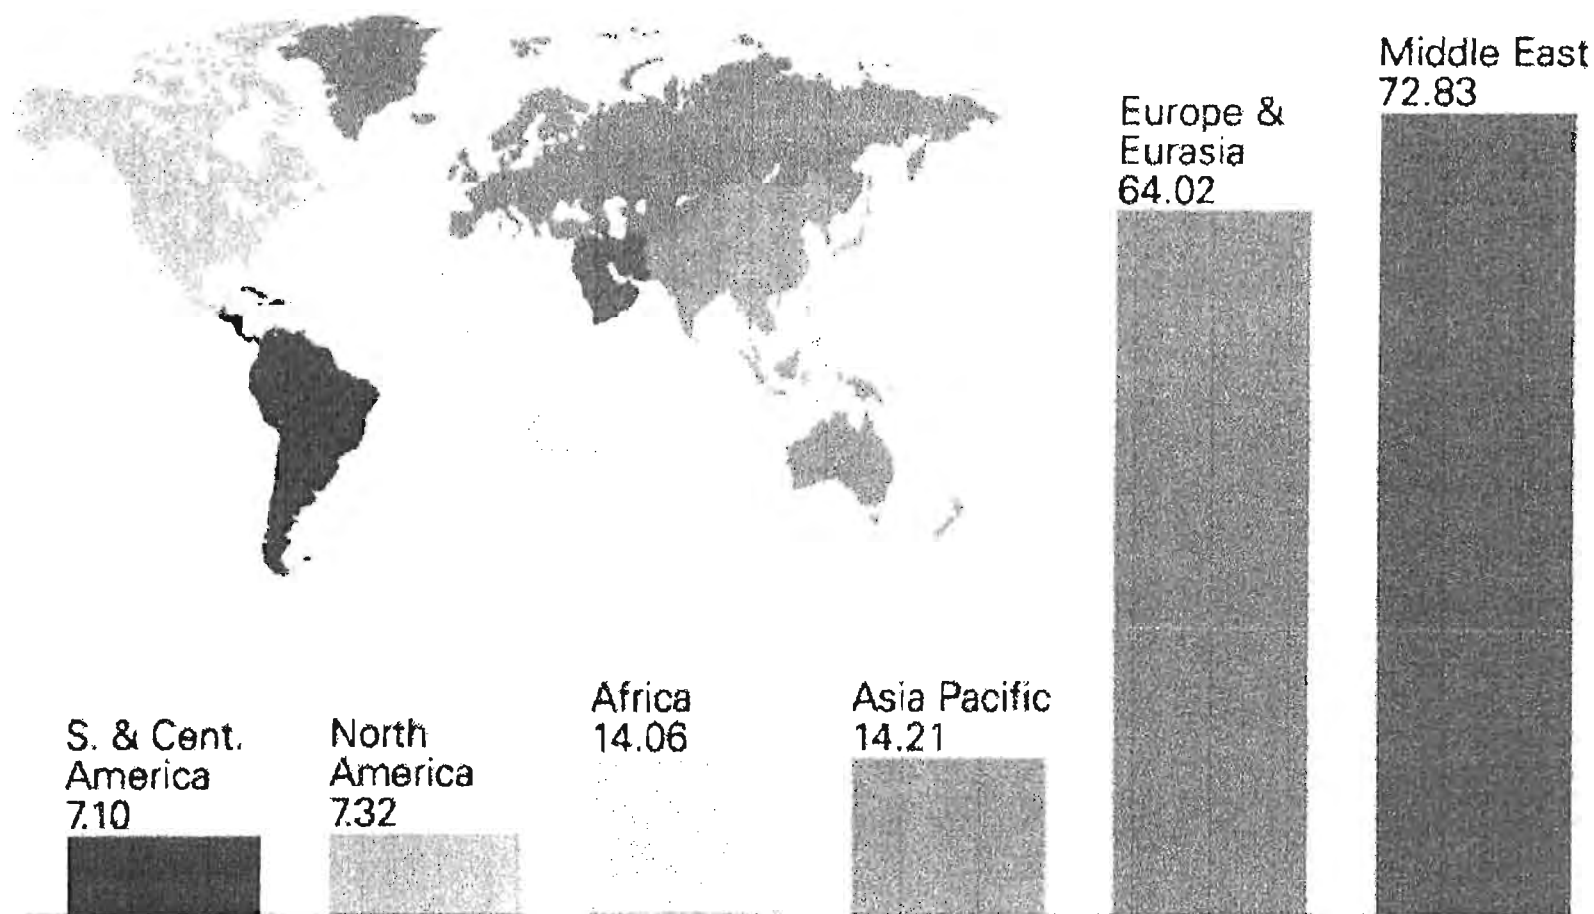 Middle East
72.83
Europe &
Eurasia
64.02
Africa
14.06
Asia Pacific
14.21
S. & Cent.
America
7.10
North
America
7.32